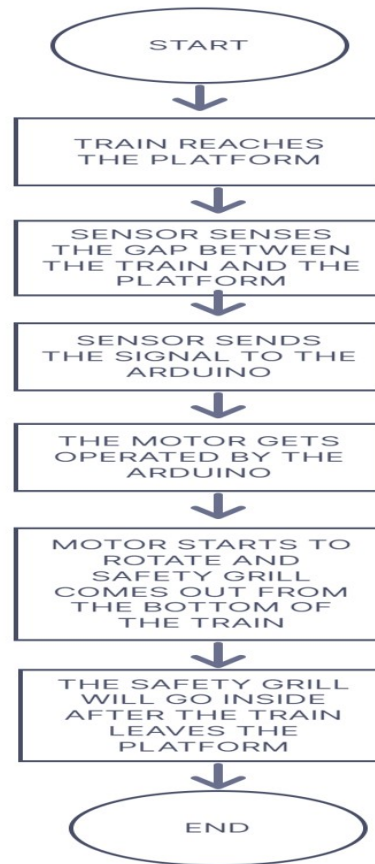 START
TRAIN REACHES
THE PLATFORM
SENSOR SENSES
THE GAP BETWEEN
THE TRAIN AND THE
PLATFORM
SENSOR SENDS
THE SIGNAL TO THE
ARDUINO
THE MOTOR GETS
OPERATED BY THE
ARDUINO
MOTOR STARTS TO
ROTATE AND
SAFETY GRILL
COMES OUT FROM
THE BOTTOM OF
THE TRAIN
THE SAFETY GRILL
WILL GO INSIDE
AFTER THE TRAIN
LEAVES THE
PLATFORM
END